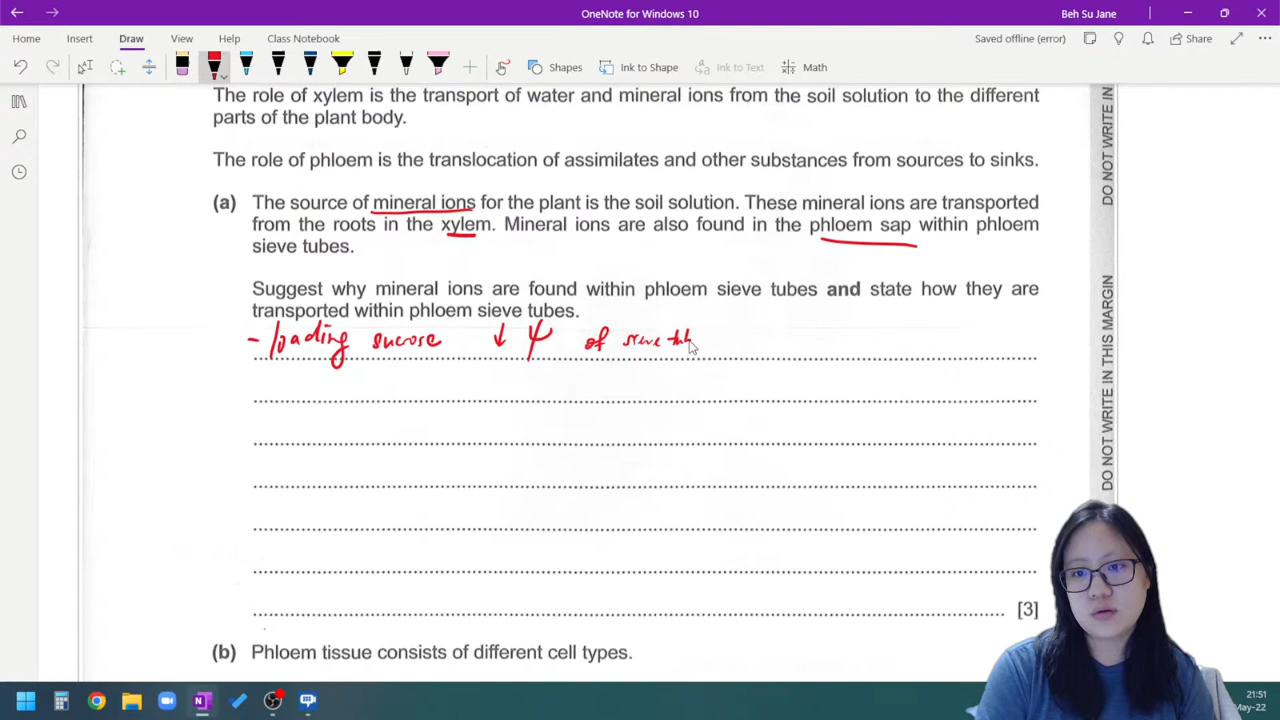 OneNote for Windows 10
Beh Su Jane
Home Insert Draw View Help Class Notebook
Saved offline (error) Share
Shapes Ink to Shape Ink to Text Math
The role of xylem is the transport of water and mineral ions from the soil solution to the different
parts of the plant body.
The role of phloem is the translocation of assimilates and other substances from sources to sinks.
(a) The source of mineral ions for the plant is the soil solution. These mineral ions are transported
from the roots in the xylem. Mineral ions are also found in the phloem sap within phloem
sieve tubes.
Suggest why mineral ions are found within phloem sieve tubes and state how they are
transported within phloem sieve tubes.
- loading sucrose ↓ Ψ of sieve
[3]
(b) Phloem tissue consists of different cell types.
DO NOT WRITE IN
DO NOT WRITE IN THIS MARGIN
21:51
May-22